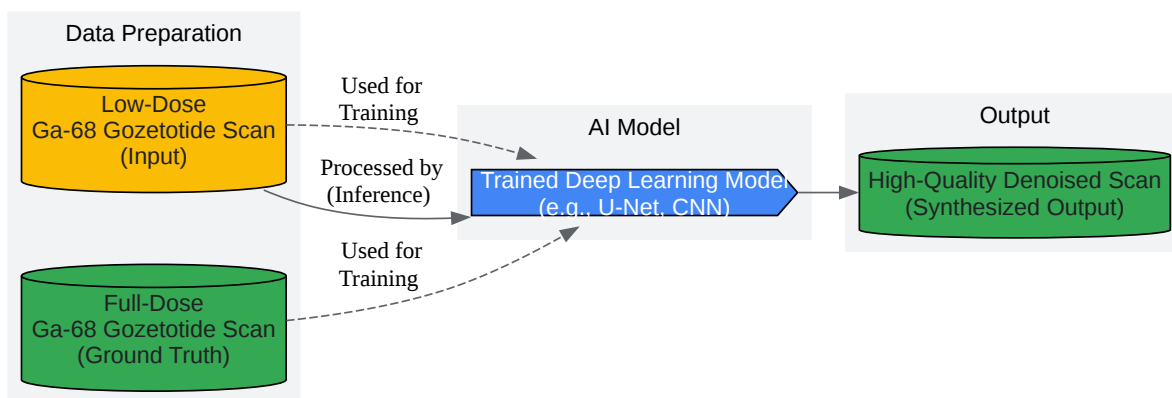 Data Preparation
Low-Dose
Ga-68 Gozetotide Scan
(Input)
Full-Dose
Ga-68 Gozetotide Scan
(Ground Truth)
Used for
Training
Processed by
(Inference)
Used for
Training
AI Model
Trained Deep Learning Model
(e.g., U-Net, CNN)
Output
High-Quality Denoised Scan
(Synthesized Output)